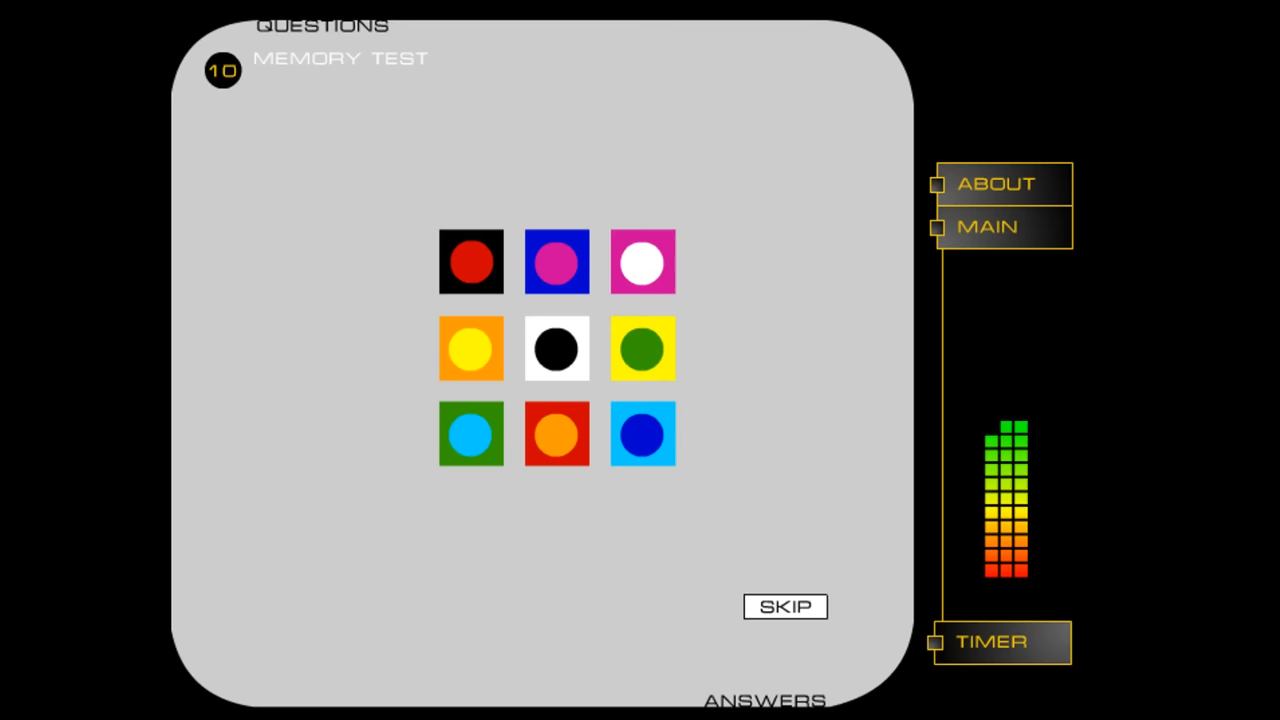 QUESTIONS
10 MEMORY TEST
ABOUT
MAIN
SKIP
TIMER
ANSWERS